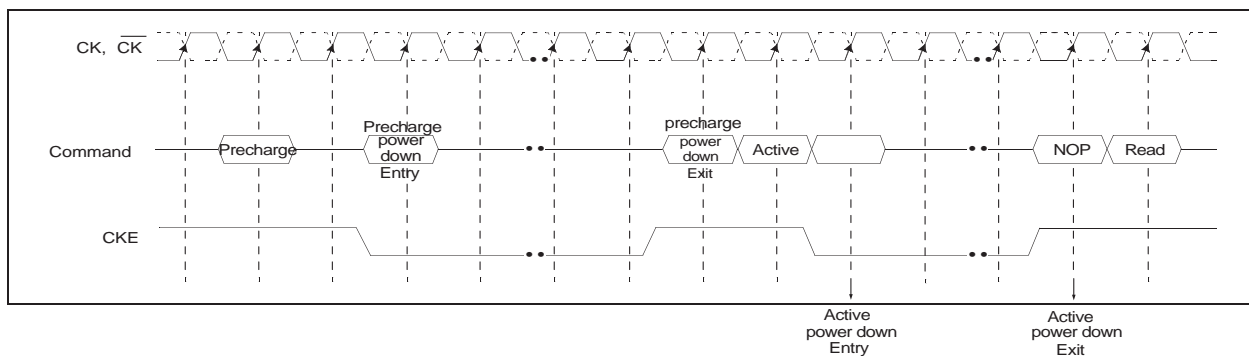 CK, CK
Command
Precharge
Precharge
power
down
Entry
precharge
power
down
Exit
Active
NOP
Read
CKE
Active
power down
Entry
Active
power down
Exit